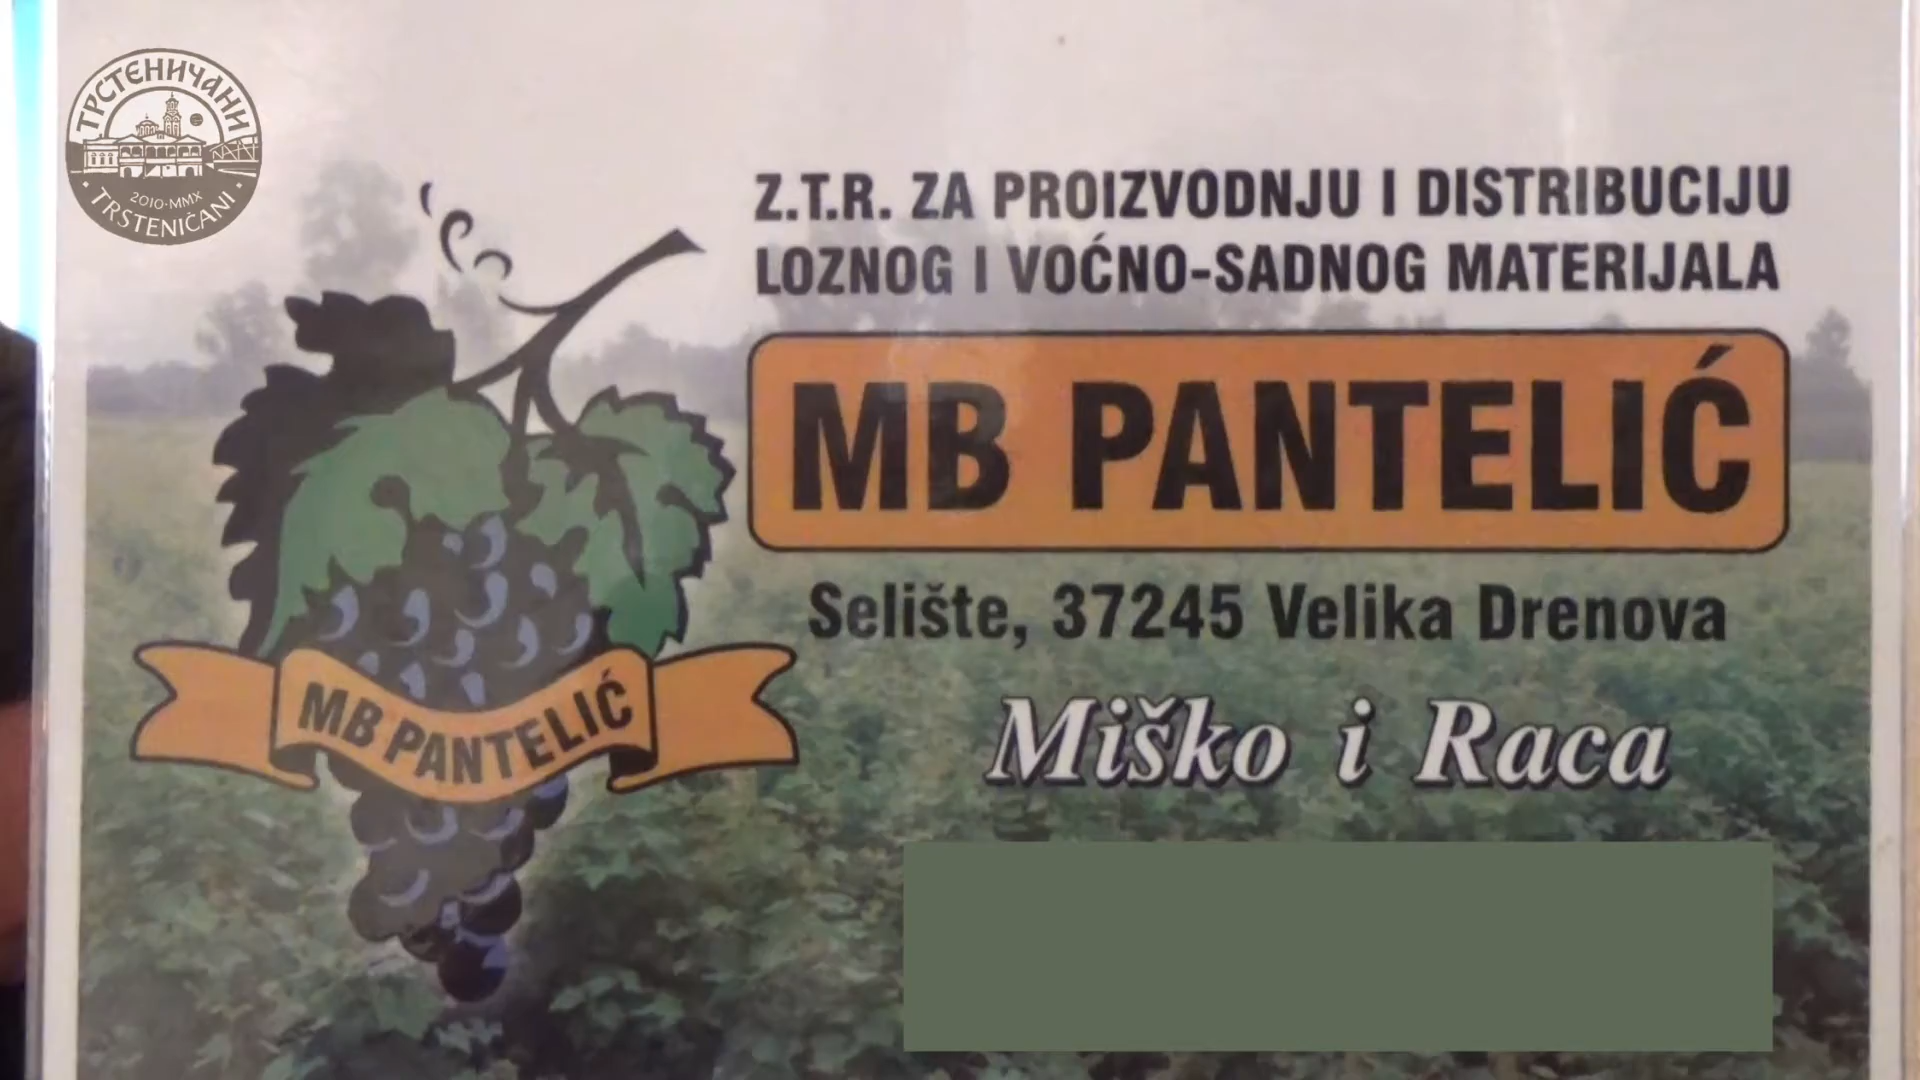 ТРСТЕНИЧАНИ
2010·MMX
TRSTENIČANI
Z.T.R. ZA PROIZVODNJU I DISTRIBUCIJU
LOZNOG I VOĆNO-SADNOG MATERIJALA
MB PANTELIĆ
Selište, 37245 Velika Drenova
MB PANTELIĆ
Miško i Raca